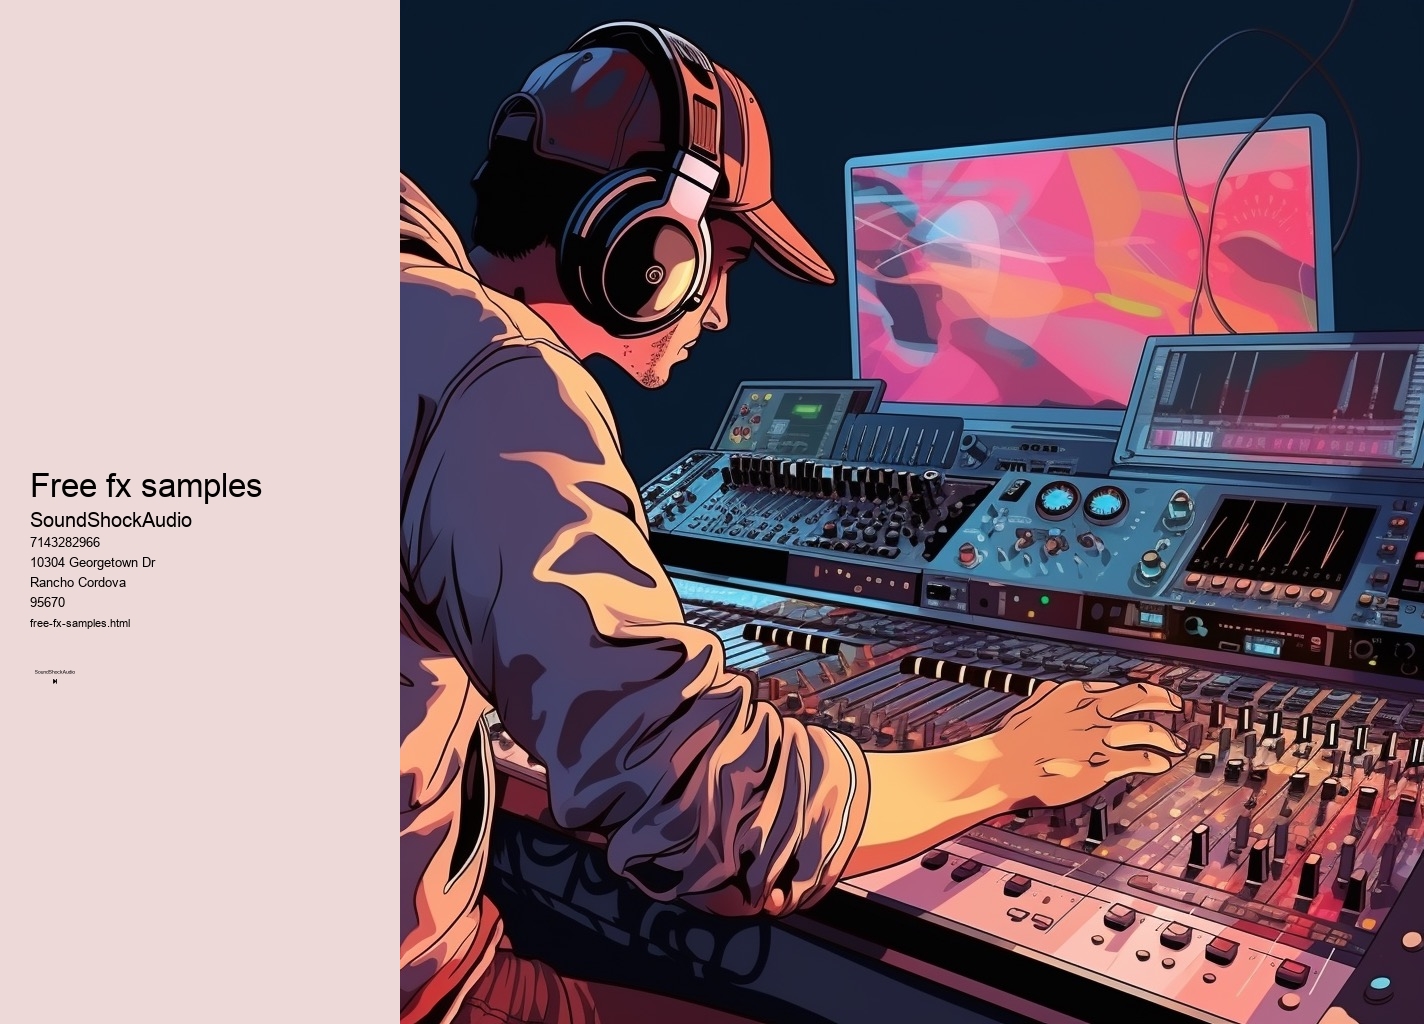 Free fx samples
SoundShockAudio
7143282966
10304 Georgetown Dr
Rancho Cordova
95670
free-fx-samples.html
SoundShockAudio